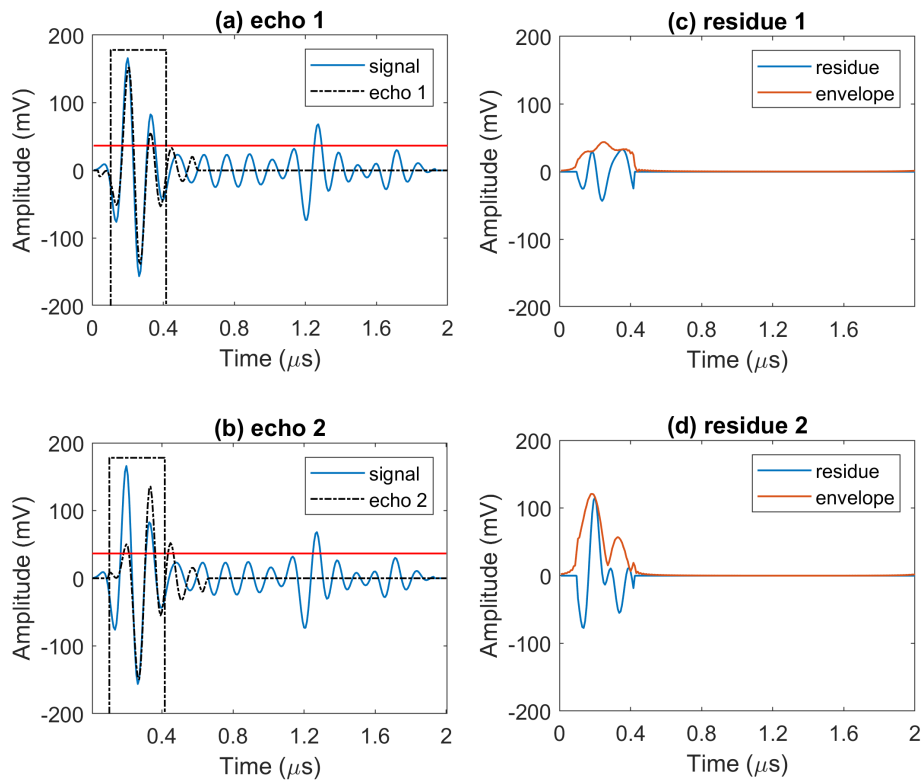 (a) echo 1
200
100
0
-100
-200
Amplitude (mV)
signal
echo 1
0 0.4 0.8 1.2 1.6 2
Time (μs)
(c) residue 1
200
100
0
-100
-200
Amplitude (mV)
residue
envelope
0 0.4 0.8 1.2 1.6
Time (μs)
(b) echo 2
200
100
0
-100
-200
Amplitude (mV)
signal
echo 2
0.4 0.8 1.2 1.6 2
Time (μs)
(d) residue 2
200
100
0
-100
-200
Amplitude (mV)
residue
envelope
0 0.4 0.8 1.2 1.6 2
Time (μs)